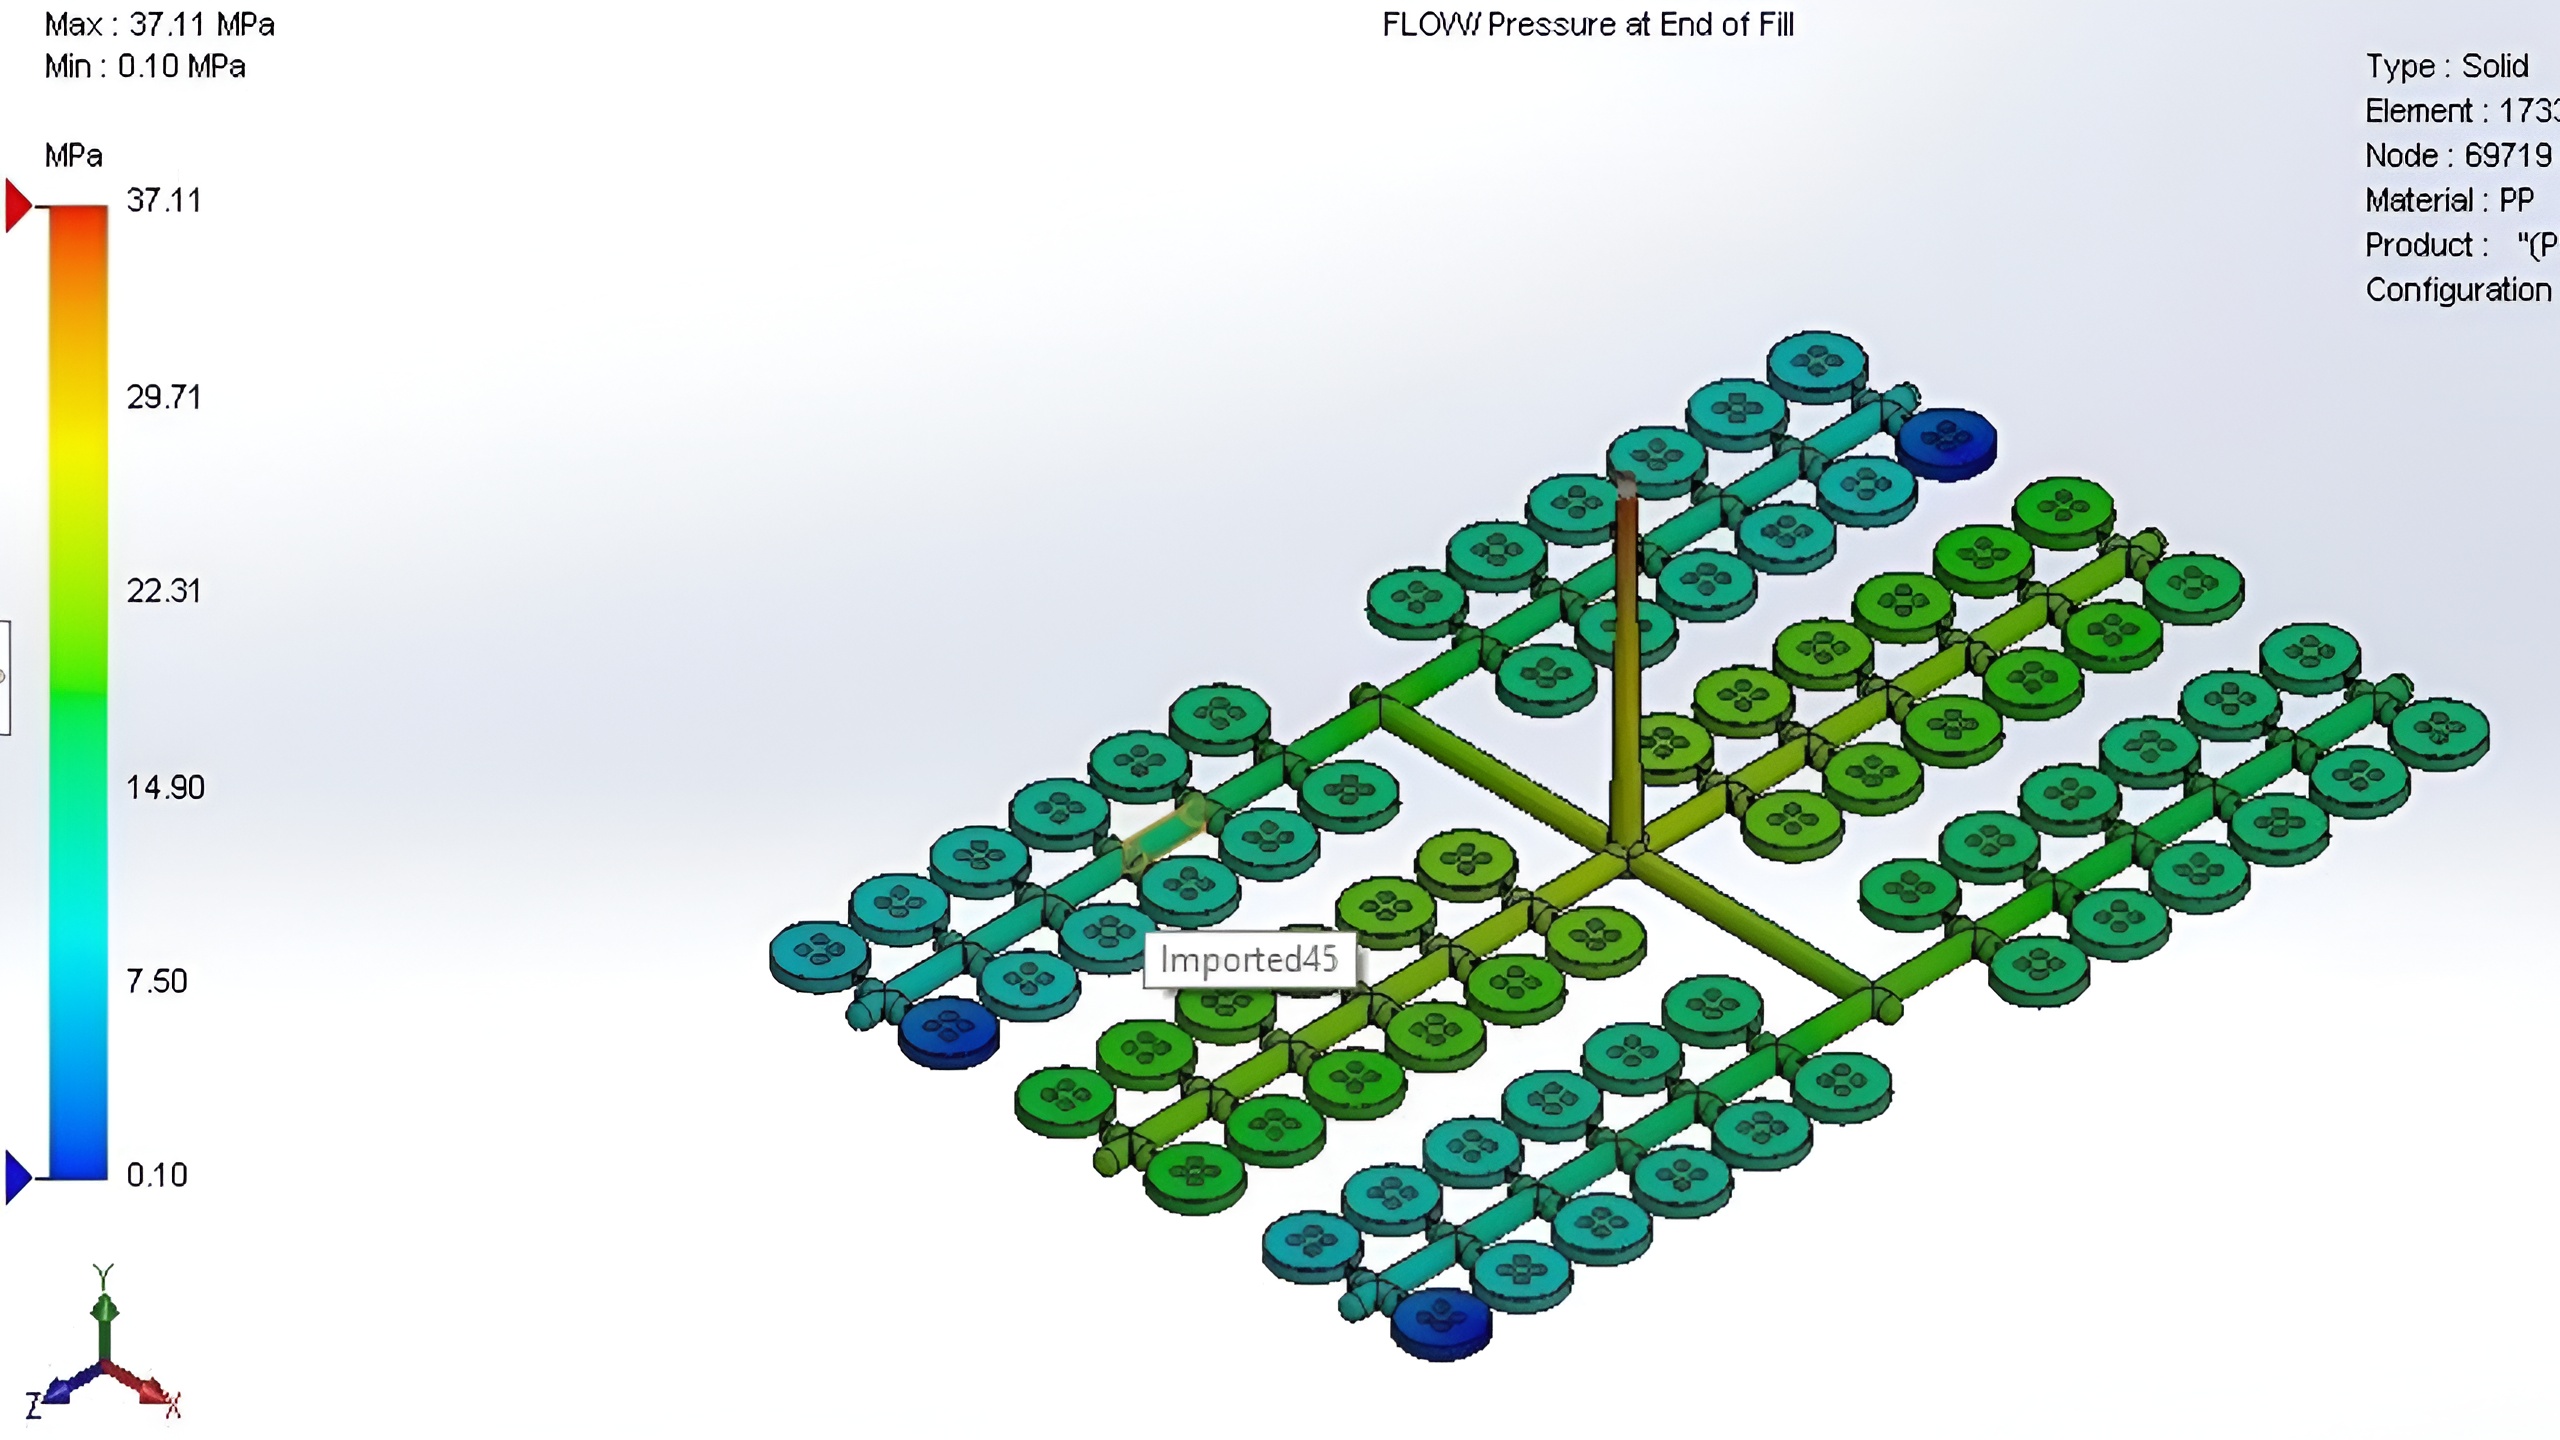 Max : 37.11 MPa
Min : 0.10 MPa
FLOW/ Pressure at End of Fill
Type : Solid
Element : 1733
Node : 69719
Material : PP
Product : "(P
Configuration
MPa
37.11
29.71
22.31
14.90
7.50
0.10
Imported45
Y
Z
X